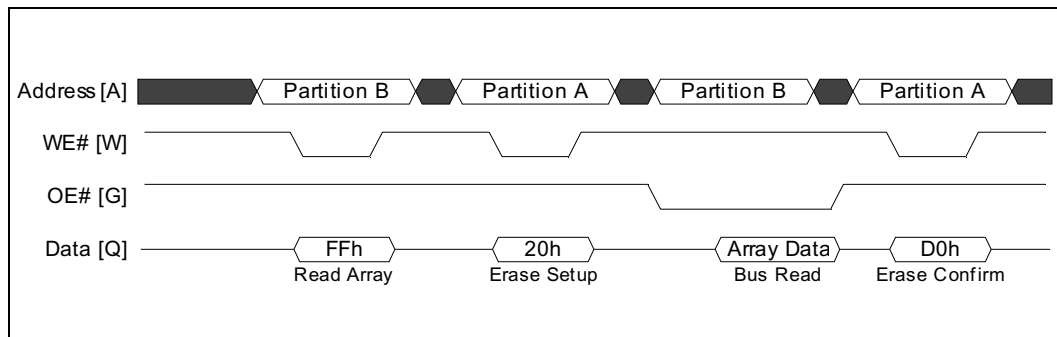 Address [A] Partition B Partition A Partition B Partition A
WE# [W]
OE# [G]
Data [Q] FFh 20h Array Data D0h
Read Array Erase Setup Bus Read Erase Confirm